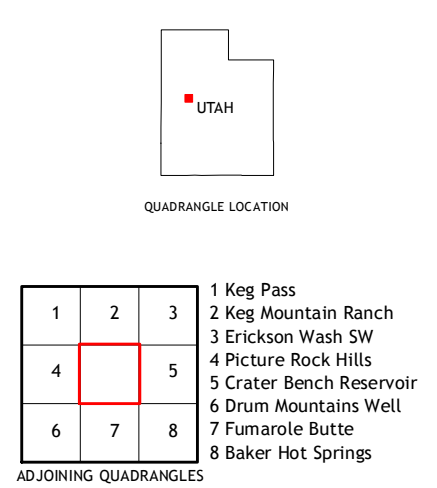 UTAH
QUADRANGLE LOCATION
1 2 3
4 5
6 7 8
ADJOINING QUADRANGLES
1 Keg Pass
2 Keg Mountain Ranch
3 Erickson Wash SW
4 Picture Rock Hills
5 Crater Bench Reservoir
6 Drum Mountains Well
7 Fumarole Butte
8 Baker Hot Springs